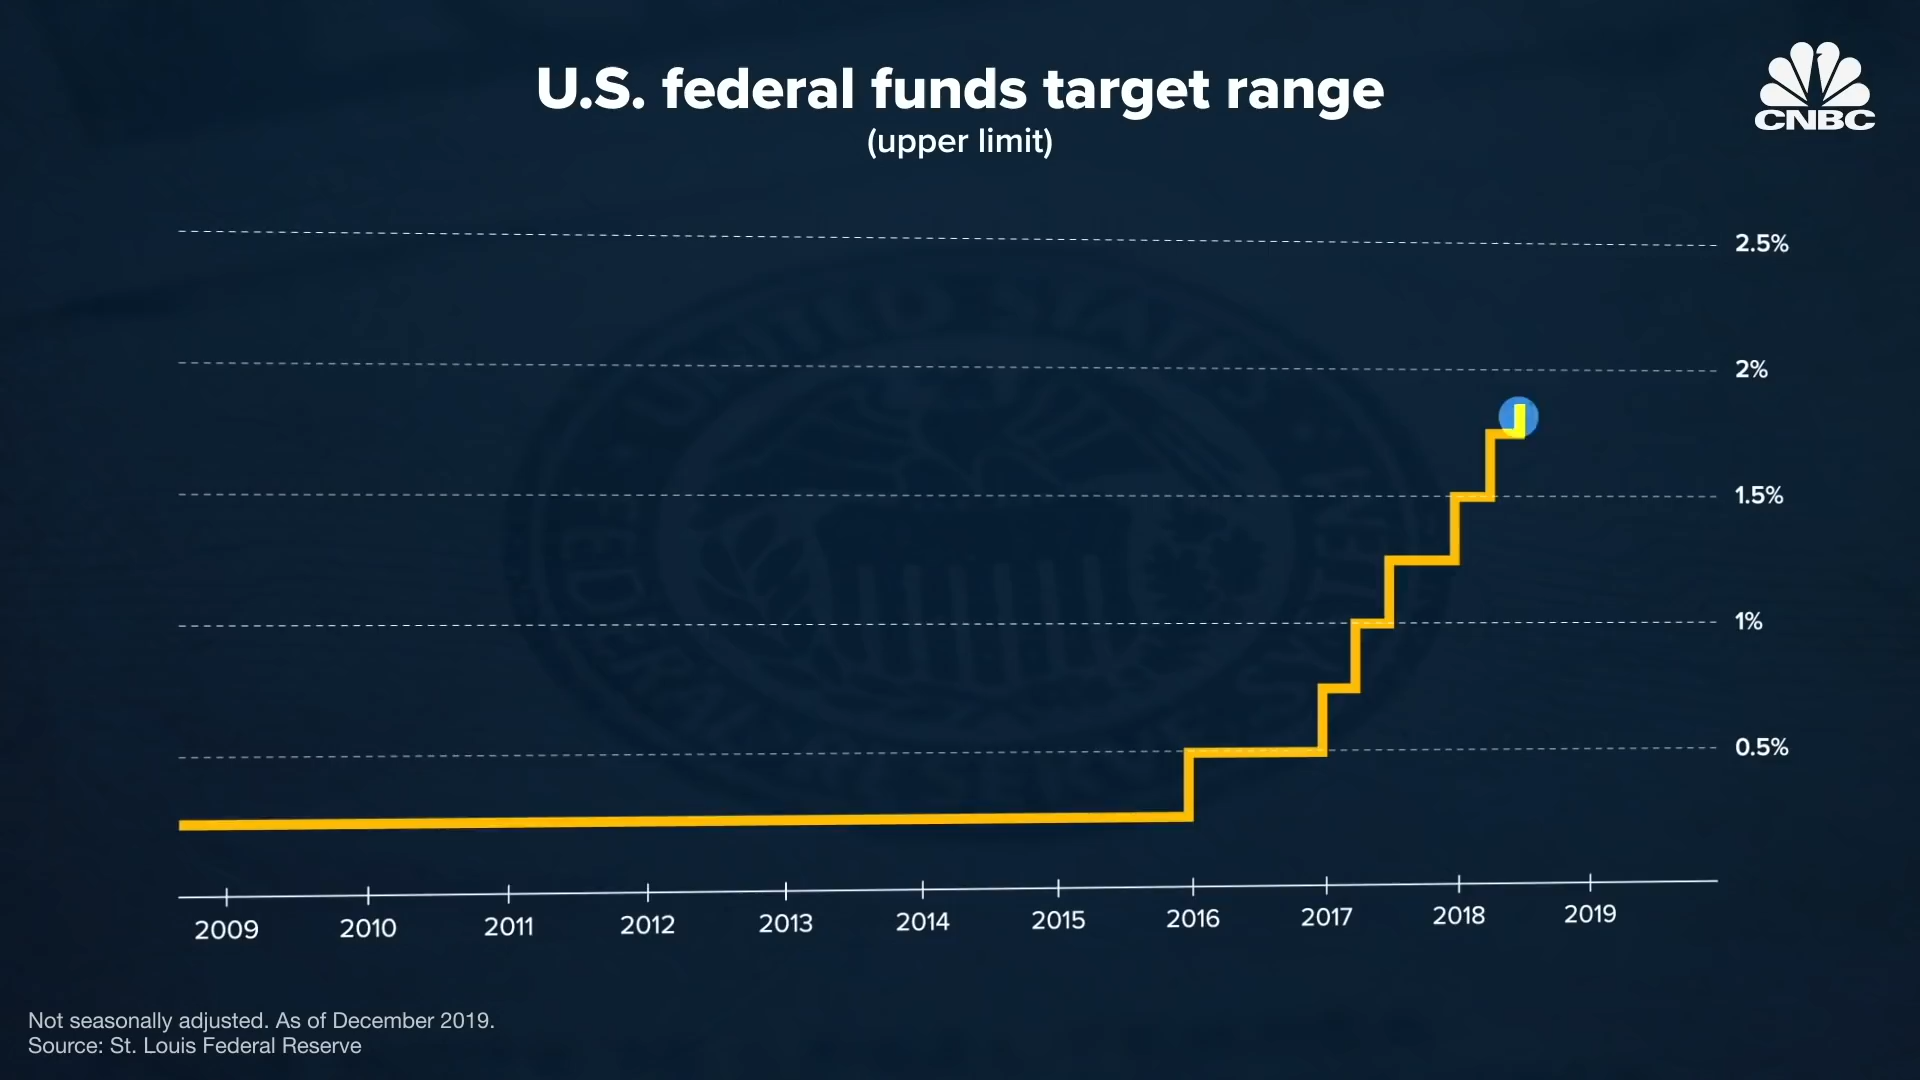 U.S. federal funds target range
(upper limit)
CNBC
2.5%
2%
1.5%
1%
0.5%
2009 2010 2011 2012 2013 2014 2015 2016 2017 2018 2019
Not seasonally adjusted. As of December 2019.
Source: St. Louis Federal Reserve